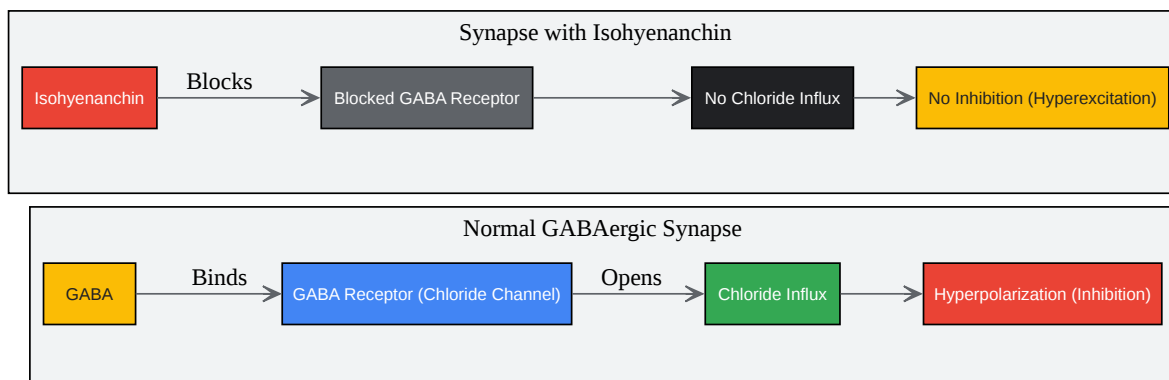 Synapse with Isohyenanchin
Isohyenanchin
Blocks
Blocked GABA Receptor
No Chloride Influx
No Inhibition (Hyperexcitation)
Normal GABAergic Synapse
GABA
Binds
GABA Receptor (Chloride Channel)
Opens
Chloride Influx
Hyperpolarization (Inhibition)